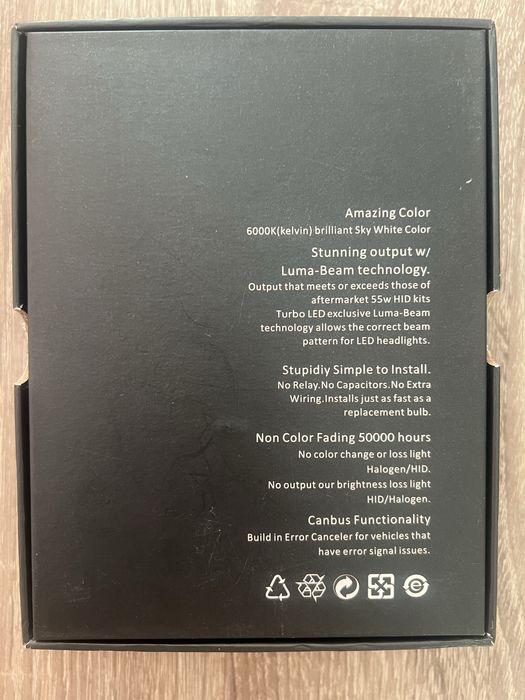 Amazing Color
6000K(kelvin) brilliant Sky White Color
Stunning output w/
Luma-Beam technology.
Output that meets or exceeds those of
aftermarket 55w HID kits
Turbo LED exclusive Luma-Beam
technology allows the correct beam
pattern for LED headlights.
Stupidiy Simple to Install.
No Relay.No Capacitors.No Extra
Wiring.Installs just as fast as a
replacement bulb.
Non Color Fading 50000 hours
No color change or loss light
Halogen/HID.
No output our brightness loss light
HID/Halogen.
Canbus Functionality
Build in Error Canceler for vehicles that
have error signal issues.
e